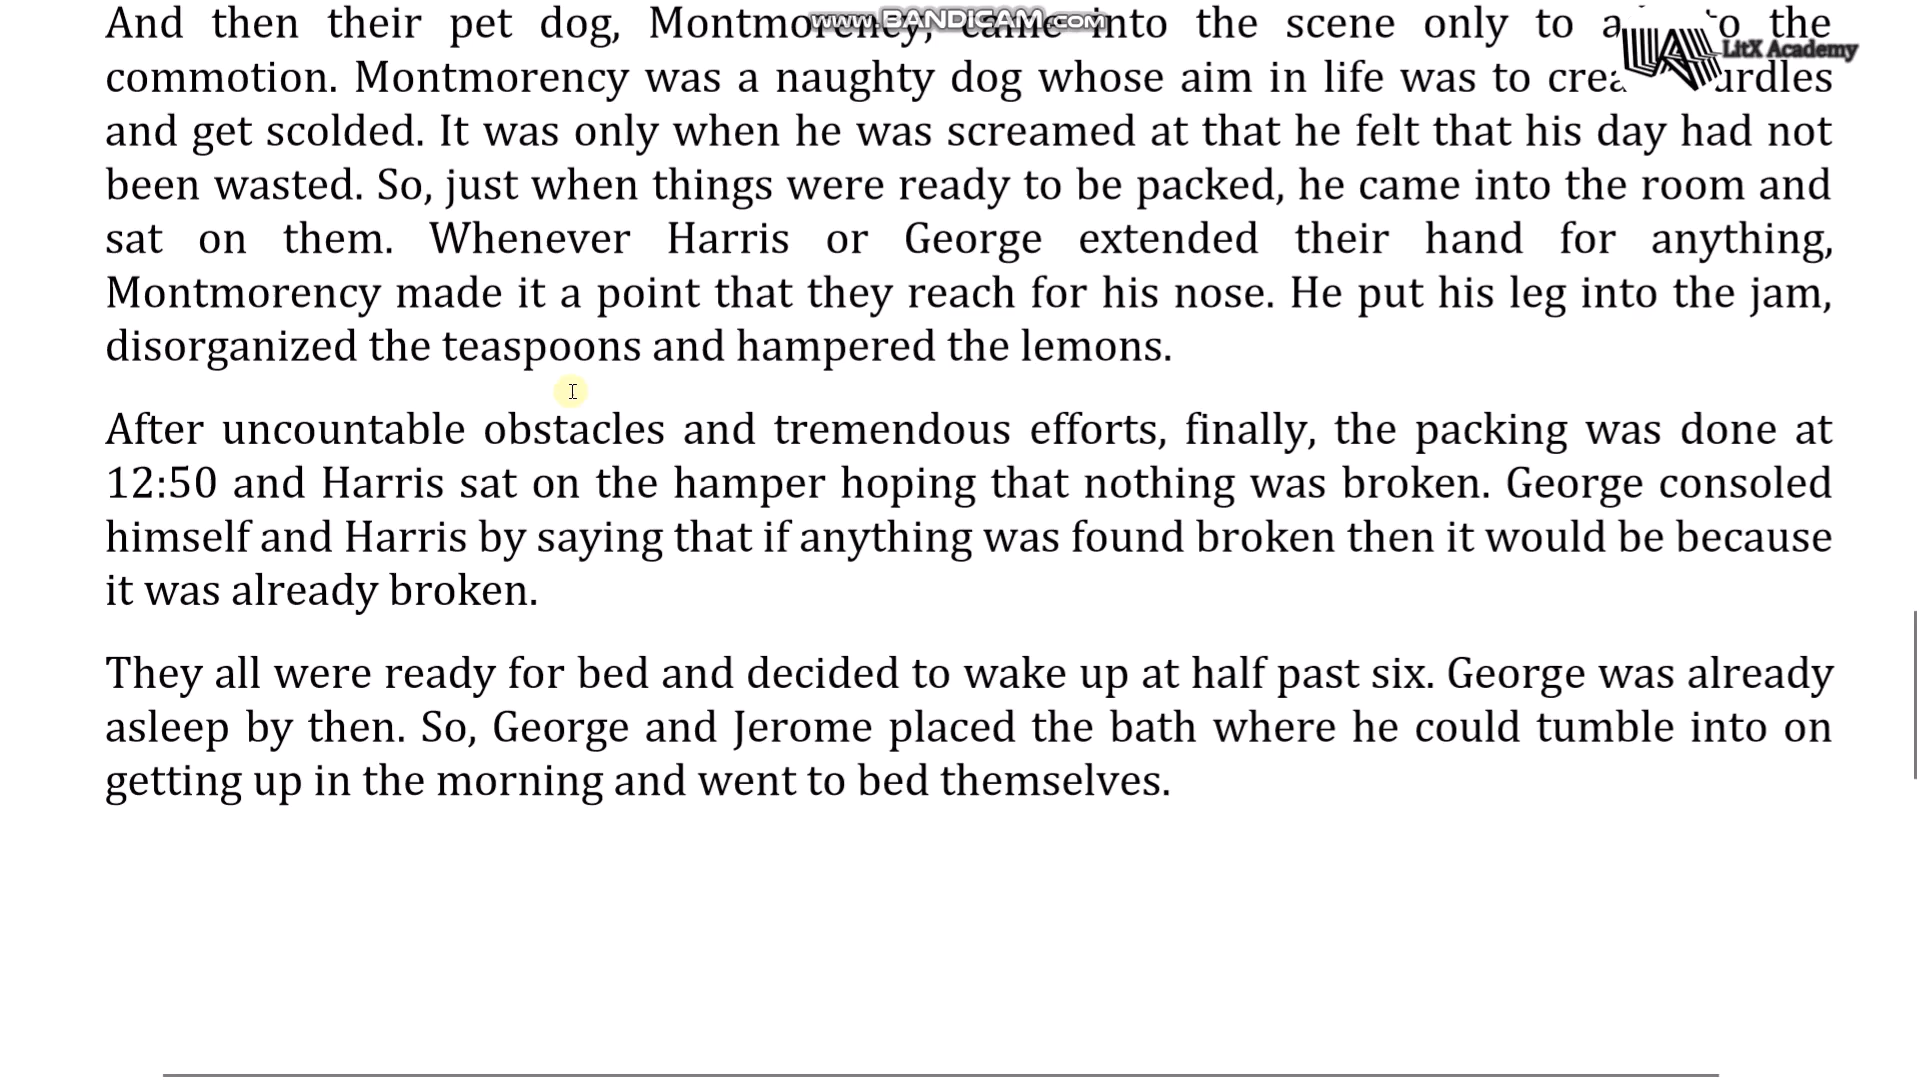 www.BANDICAM.com
And then their pet dog, Montmorency, came into the scene only to to the
LitX Academy
commotion. Montmorency was a naughty dog whose aim in life was to
and get scolded. It was only when he was screamed at that he felt that his day had not
been wasted. So, just when things were ready to be packed, he came into the room and
sat on them. Whenever Harris or George extended their hand for anything,
Montmorency made it a point that they reach for his nose. He put his leg into the jam,
disorganized the teaspoons and hampered the lemons.
After uncountable obstacles and tremendous efforts, finally, the packing was done at
12:50 and Harris sat on the hamper hoping that nothing was broken. George consoled
himself and Harris by saying that if anything was found broken then it would be because
it was already broken.
They all were ready for bed and decided to wake up at half past six. George was already
asleep by then. So, George and Jerome placed the bath where he could tumble into on
getting up in the morning and went to bed themselves.